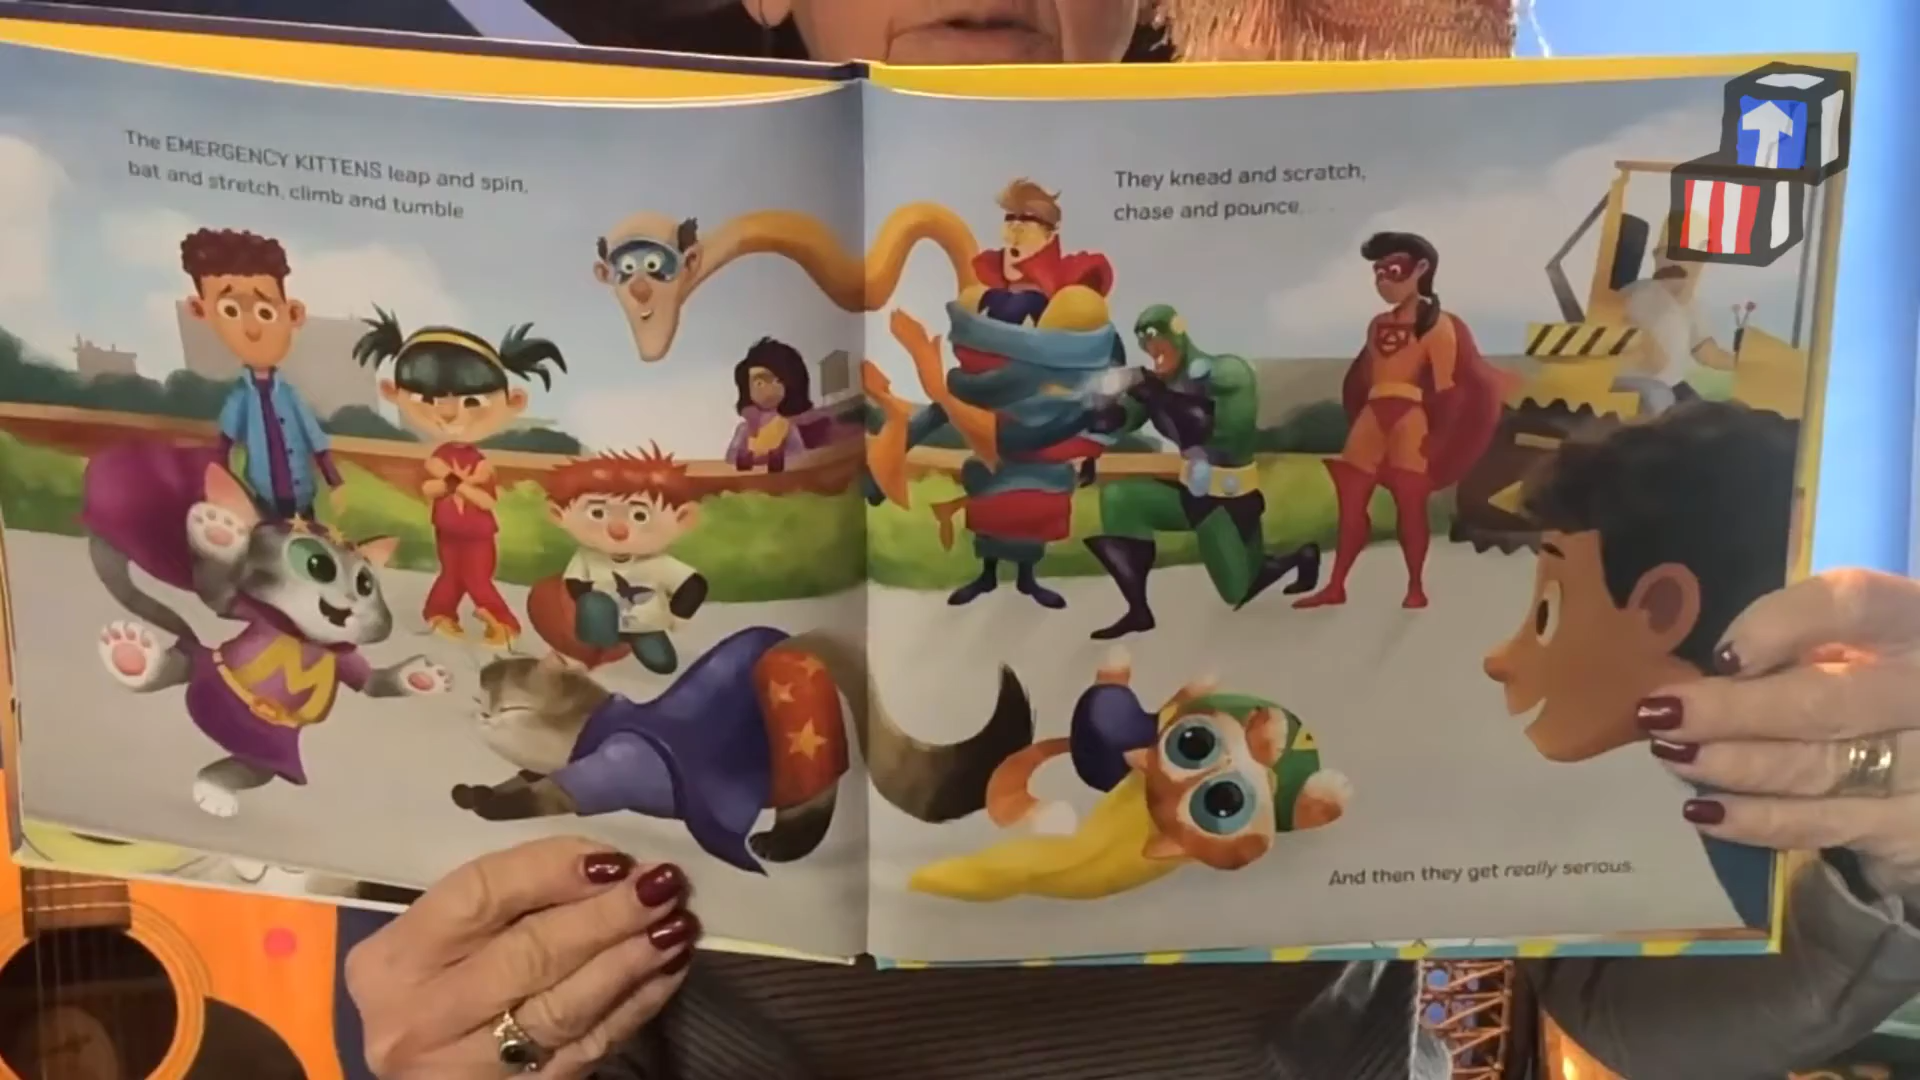 The EMERGENCY KITTENS leap and spin,
bat and stretch, climb and tumble
They knead and scratch,
chase and pounce.
M
And then they get really serious.